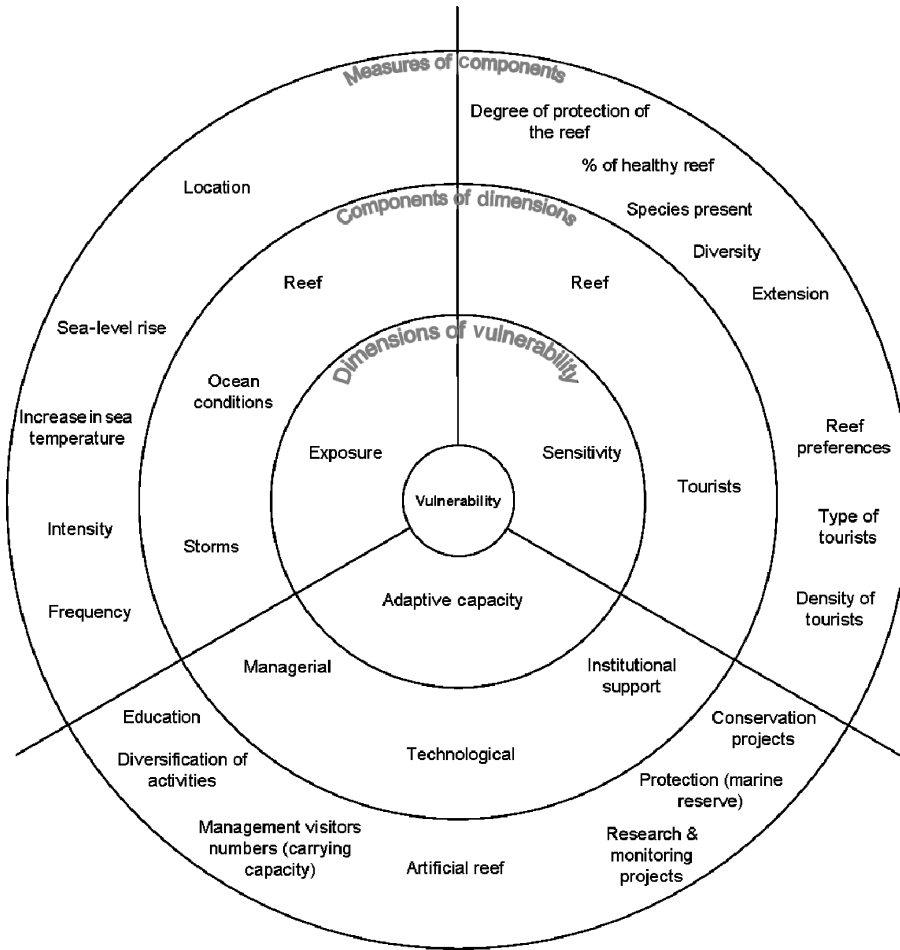 Measures of components
Degree of protection of
the reef
% of healthy reef
Location
Species present
Components of dimensions
Diversity
Reef
Reef
Extension
Sea-level rise
Dimensions of vulnerability
Ocean
conditions
Increase in sea
temperature
Reef
preferences
Exposure
Sensitivity
Tourists
Vulnerability
Intensity
Type of
tourists
Storms
Frequency
Adaptive capacity
Density of
tourists
Managerial
Institutional
support
Education
Conservation
projects
Diversification of
activities
Technological
Protection (marine
reserve)
Management visitors
numbers (carrying
capacity)
Artificial reef
Research &
monitoring
projects